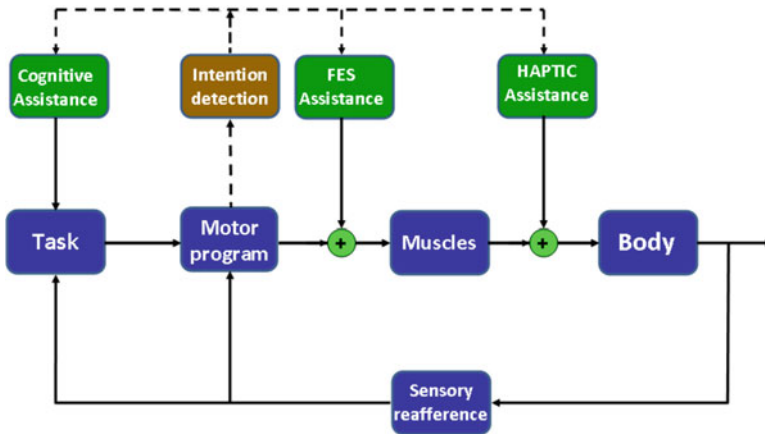 Cognitive
Assistance
Intention
detection
FES
Assistance
HAPTIC
Assistance
Task
Motor
program
+
Muscles
+
Body
Sensory
reafference